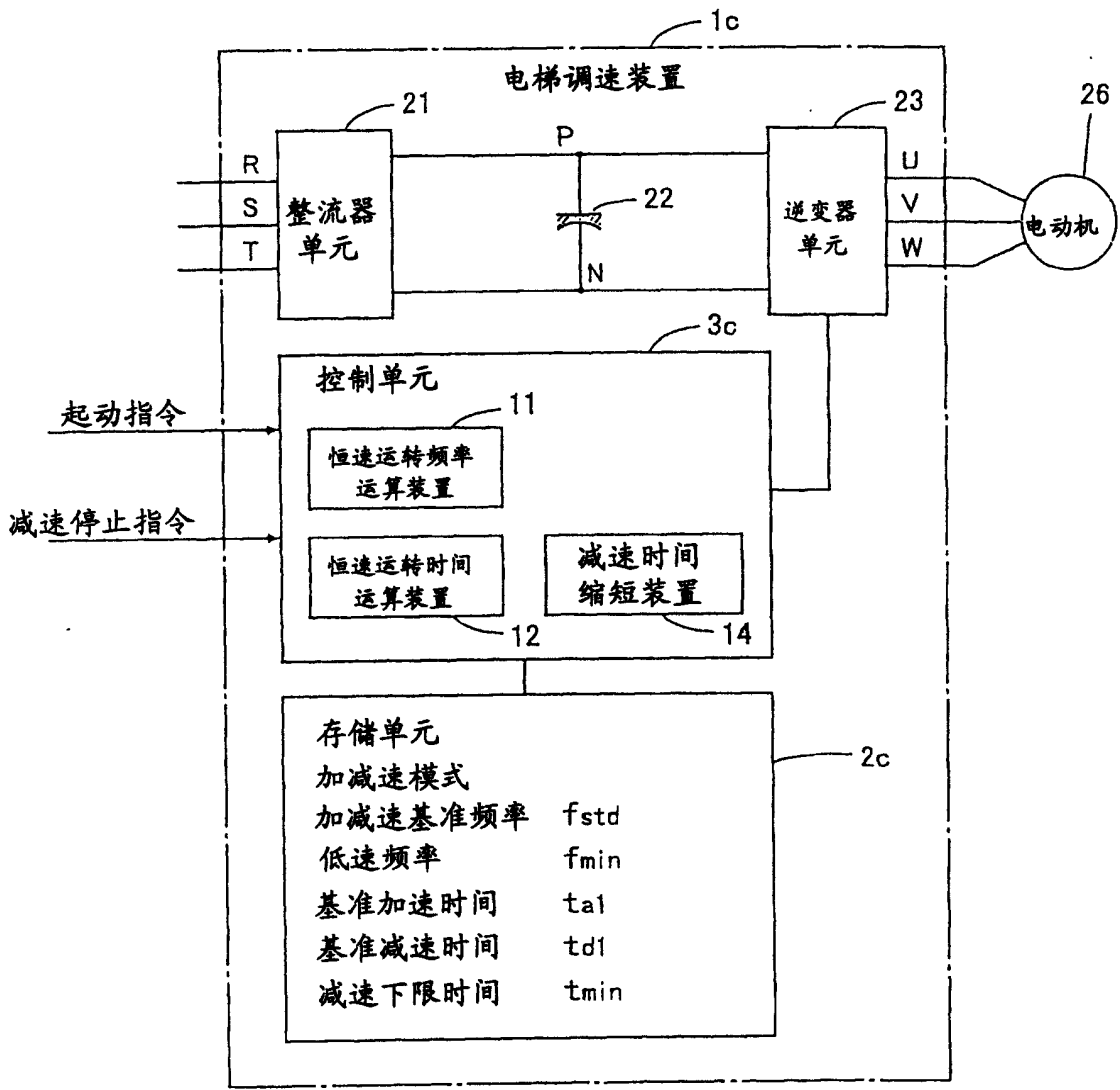 1c
电梯调速装置
21
23
26
P
R
S
T
整流器
单元
22
逆变器
单元
U
V
W
电动机
N
3c
控制单元
起动指令
11
恒速运转频率
运算装置
减速停止指令
恒速运转时间
运算装置
减速时间
缩短装置
12
14
存储单元
2c
加减速模式
加减速基准频率 fstd
低速频率 fmin
基准加速时间 ta1
基准减速时间 td1
减速下限时间 tmin